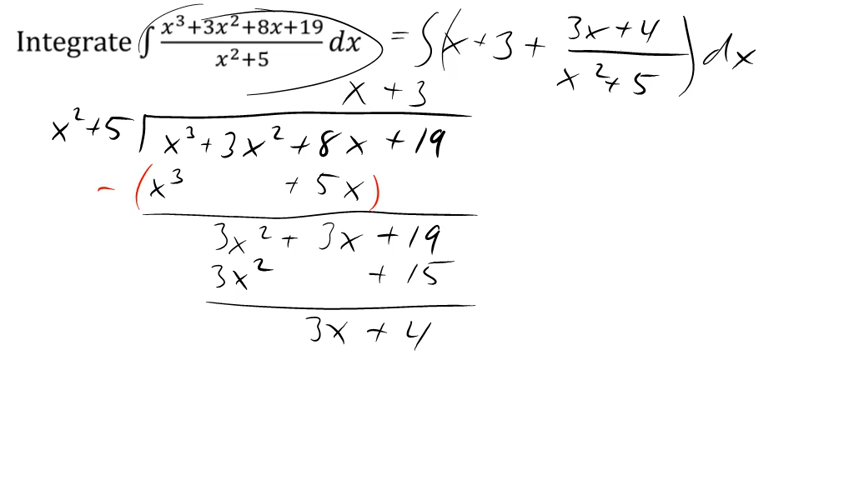 Integrate ∫ (x³+3x²+8x+19)/(x²+5) dx = ∫(x + 3 + (3x + 4)/(x² + 5)) dx
x + 3
x² + 5 ⟌ x³ + 3x² + 8x + 19
− (x³ + 5x)
3x² + 3x + 19
3x² + 15
3x + 4